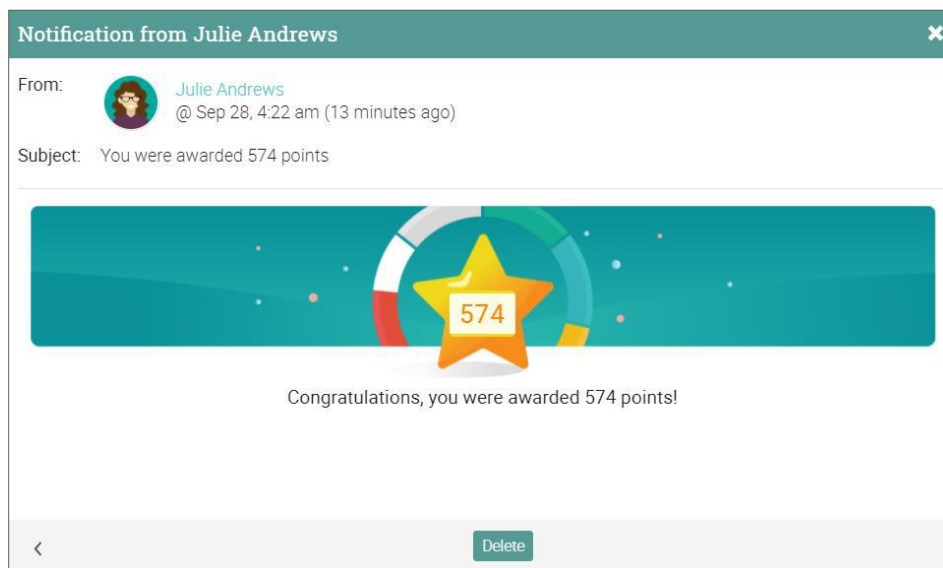 Notification from Julie Andrews
From:
Julie Andrews
@ Sep 28, 4:22 am (13 minutes ago)
Subject: You were awarded 574 points
574
Congratulations, you were awarded 574 points!
Delete